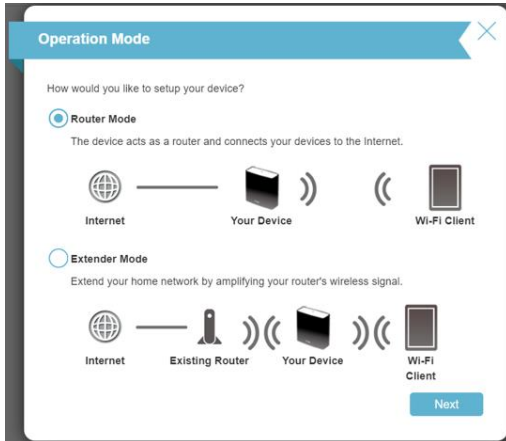 Operation Mode
How would you like to setup your device?
Router Mode
The device acts as a router and connects your devices to the Internet.
Internet Your Device Wi-Fi Client
Extender Mode
Extend your home network by amplifying your router's wireless signal.
Internet Existing Router Your Device Wi-Fi
Client
Next